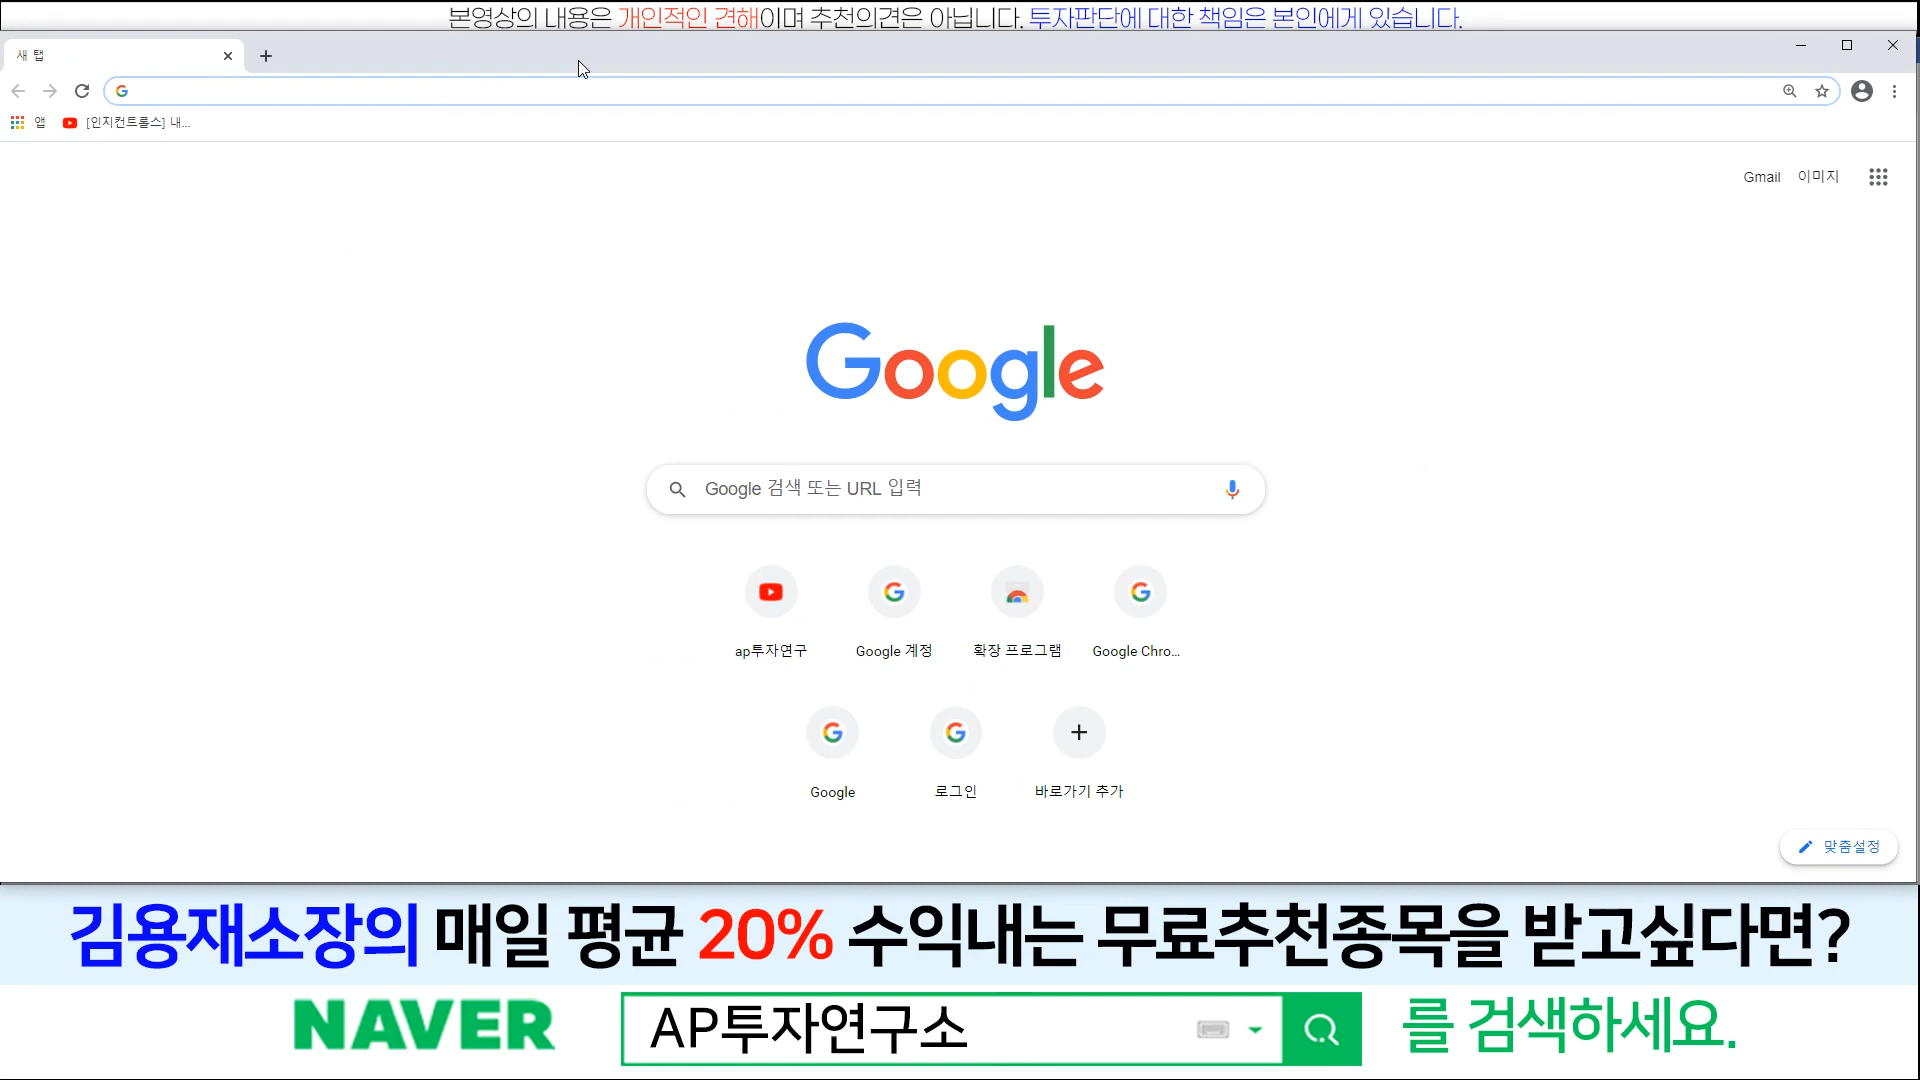 본영상의 내용은 개인적인 견해이며 추천의견은 아닙니다. 투자판단에 대한 책임은 본인에게 있습니다.
새 탭
앱 [인지컨트롤스] 내...
Gmail 이미지
Google
Google 검색 또는 URL 입력
ap투자연구 Google 계정 확장 프로그램 Google Chro...
Google 로그인 바로가기 추가
맞춤설정
김용재소장의 매일 평균 20% 수익내는 무료추천종목을 받고싶다면?
NAVER AP투자연구소 를 검색하세요.